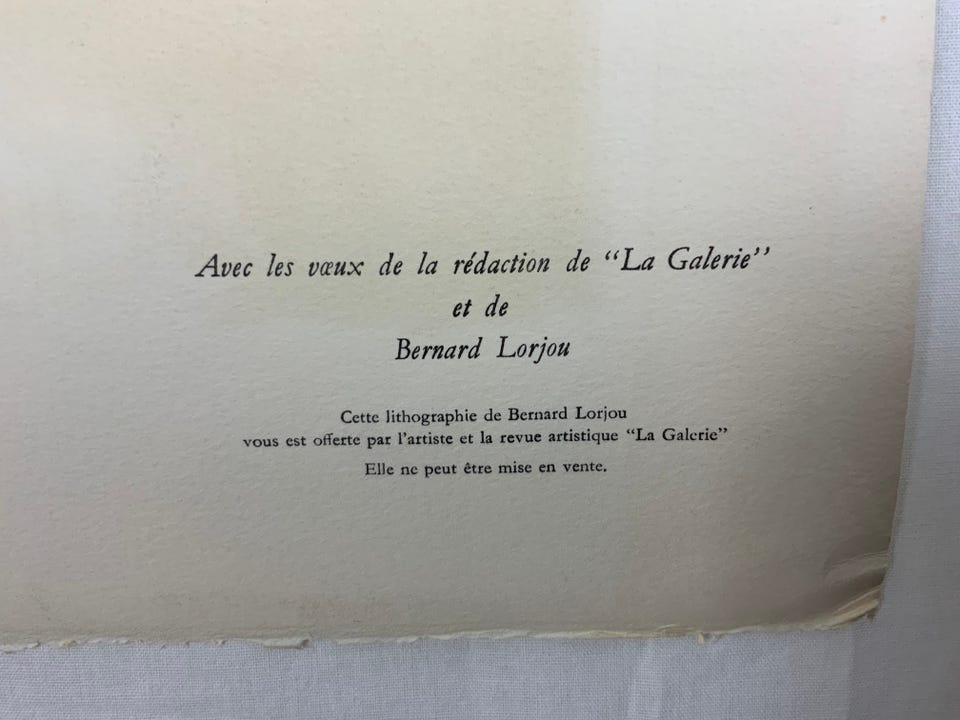 Avec les vœux de la rédaction de “La Galerie”
et de
Bernard Lorjou
Cette lithographie de Bernard Lorjou
vous est offerte par l’artiste et la revue artistique “La Galerie”
Elle ne peut être mise en vente.